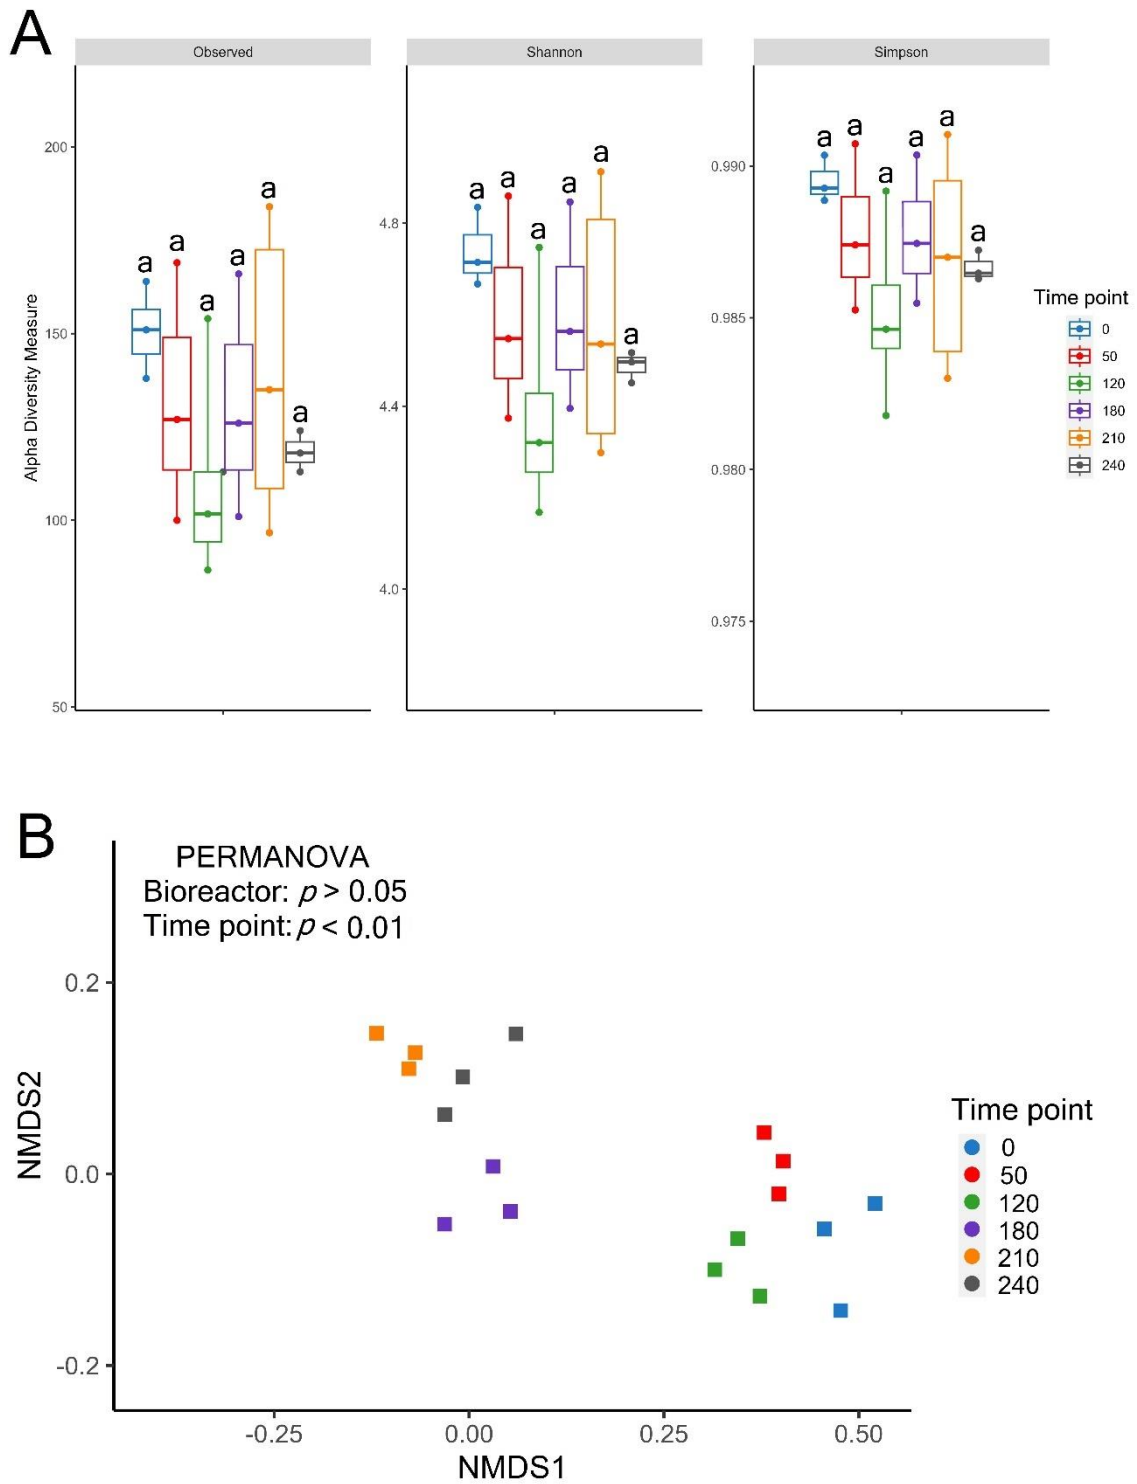 A
Observed
Shannon
Simpson
Alpha Diversity Measure
200
150
100
50
a
a
a
a
a
a
4.8
4.4
4.0
a
a
a
a
a
a
0.990
0.985
0.980
0.975
a
a
a
a
a
a
Time point
0
50
120
180
210
240
B
PERMANOVA
Bioreactor: p > 0.05
Time point: p < 0.01
NMDS2
0.2
0.0
-0.2
-0.25
0.00
0.25
0.50
NMDS1
Time point
0
50
120
180
210
240